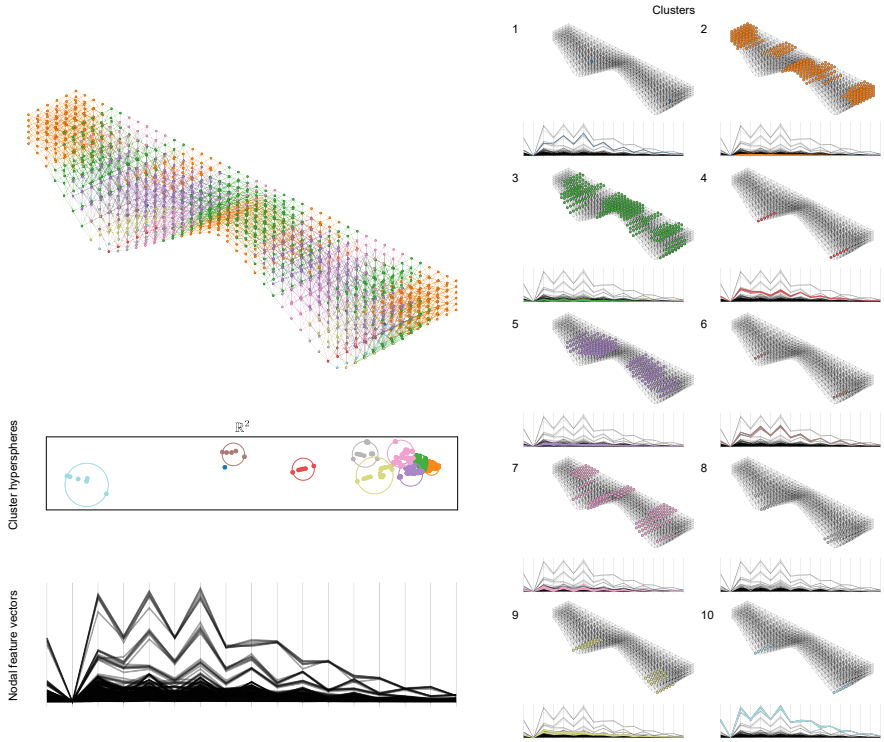 Clusters
1
2
3
4
5
6
7
8
9
10
ℝ²
Cluster hyperspheres
Nodal feature vectors